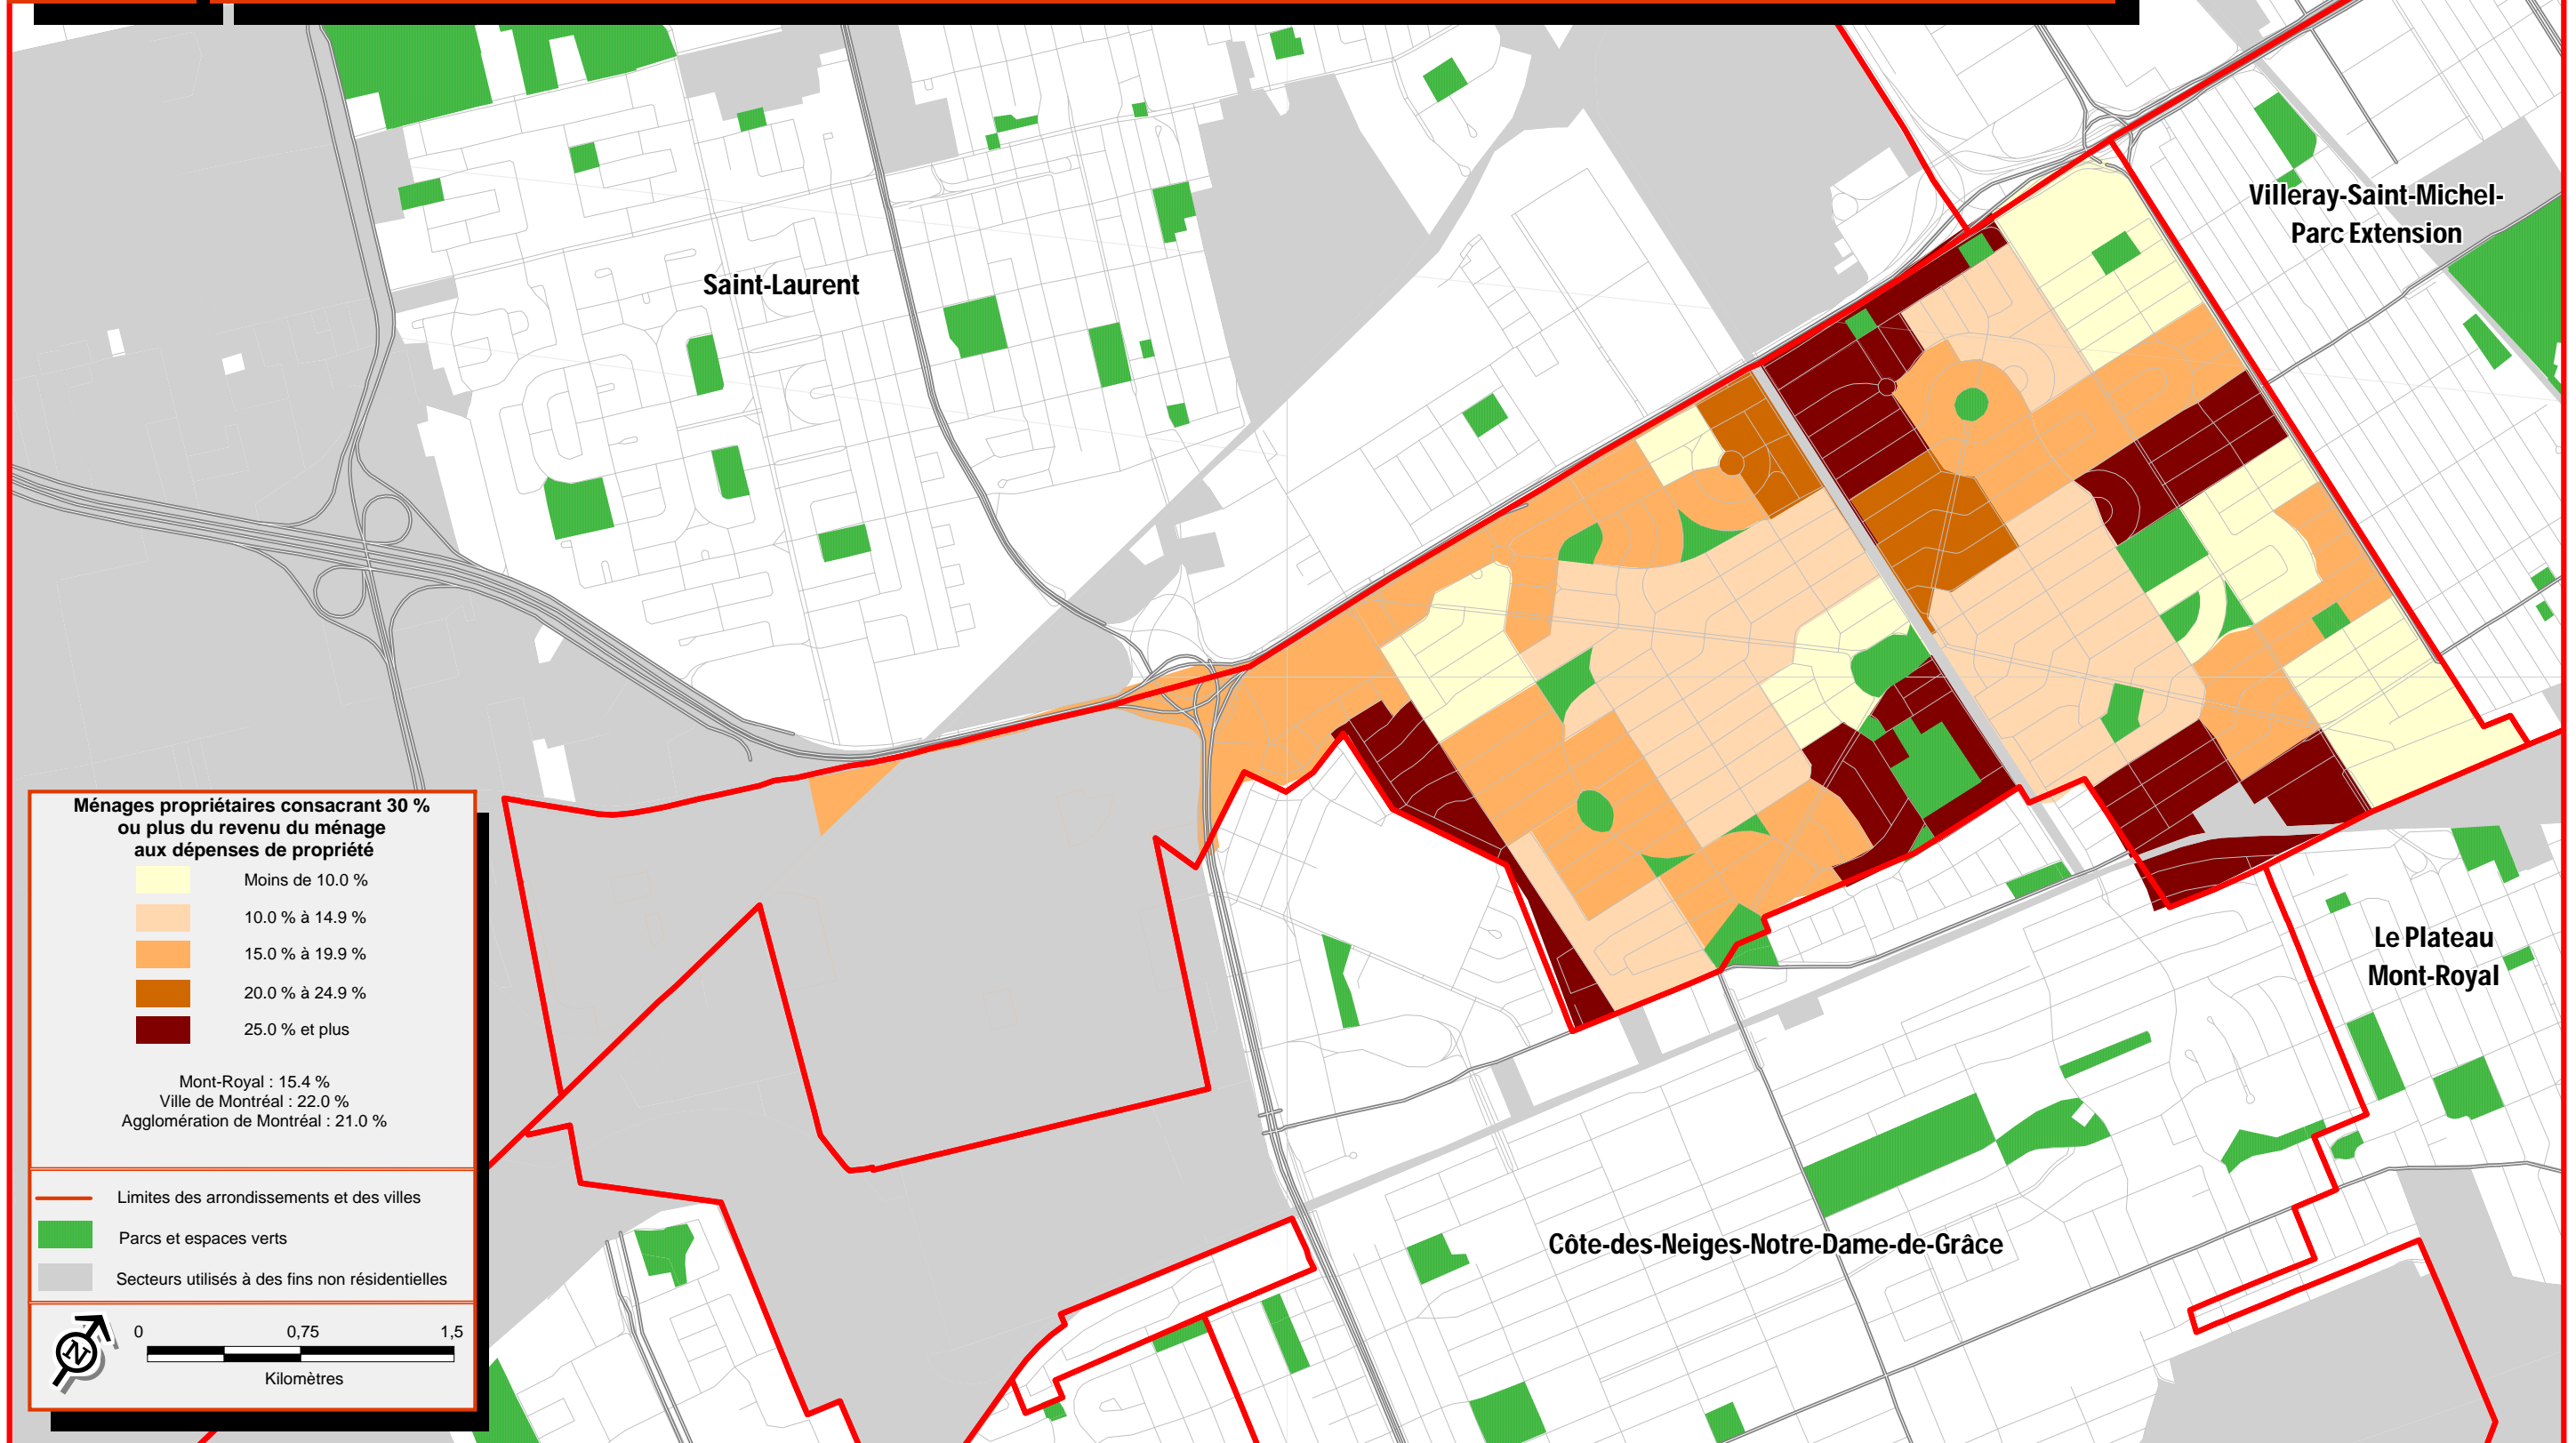 Saint-Laurent
Villeray-Saint-Michel-
Parc Extension
Le Plateau
Mont-Royal
Côte-des-Neiges-Notre-Dame-de-Grâce
Ménages propriétaires consacrant 30 %
ou plus du revenu du ménage
aux dépenses de propriété
Moins de 10.0 %
10.0 % à 14.9 %
15.0 % à 19.9 %
20.0 % à 24.9 %
25.0 % et plus
Mont-Royal : 15.4 %
Ville de Montréal : 22.0 %
Agglomération de Montréal : 21.0 %
Limites des arrondissements et des villes
Parcs et espaces verts
Secteurs utilisés à des fins non résidentielles
N
0 0,75 1,5
Kilomètres